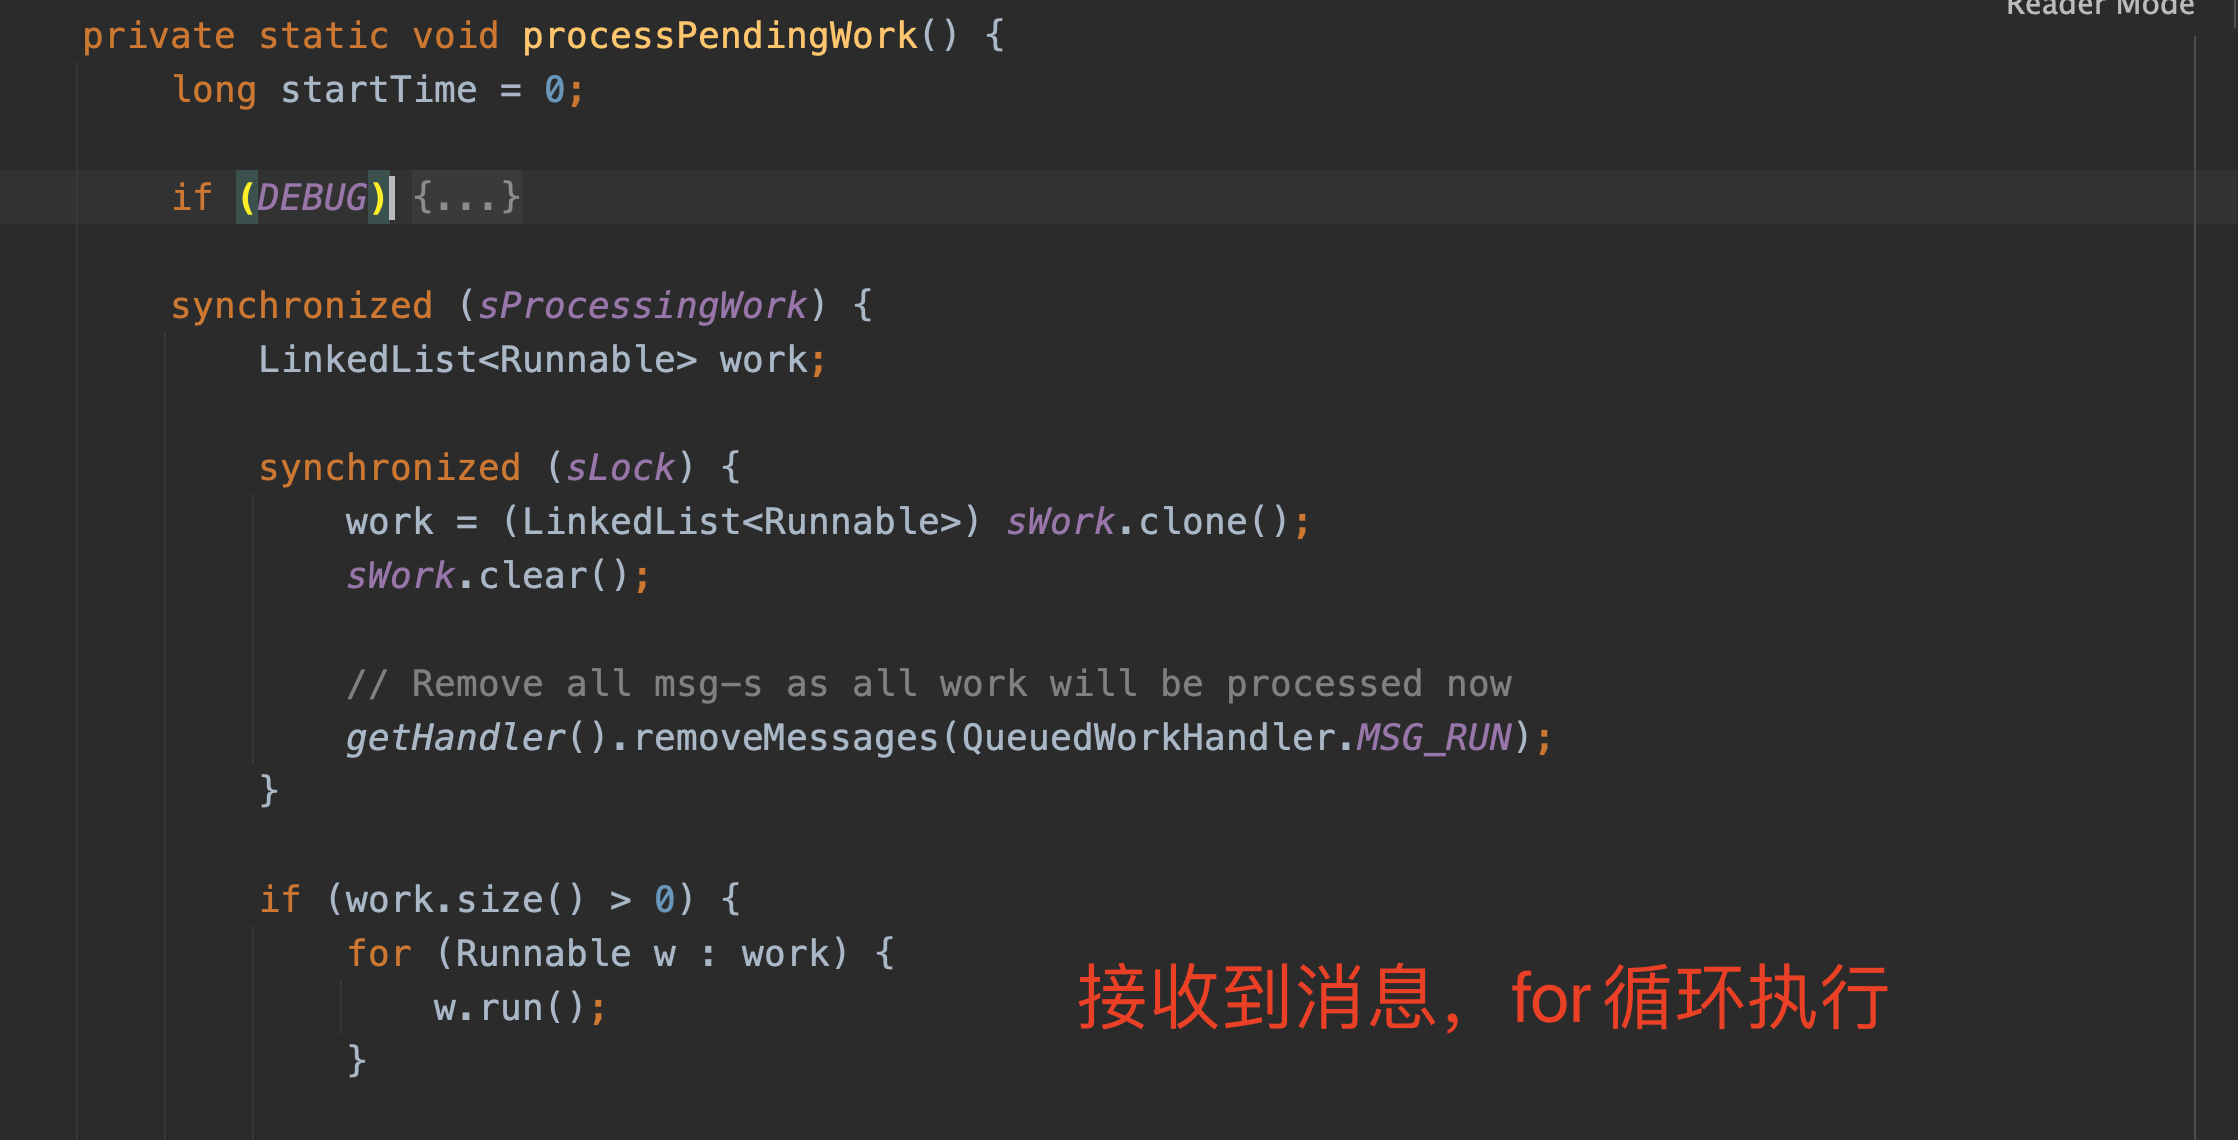 Reader Mode
private static void processPendingWork() {
long startTime = 0;
if (DEBUG) {...}
synchronized (sProcessingWork) {
LinkedList<Runnable> work;
synchronized (sLock) {
work = (LinkedList<Runnable>) sWork.clone();
sWork.clear();
// Remove all msg-s as all work will be processed now
getHandler().removeMessages(QueuedWorkHandler.MSG_RUN);
}
if (work.size() > 0) {
for (Runnable w : work) {
w.run();
接收到消息，for循环执行
}